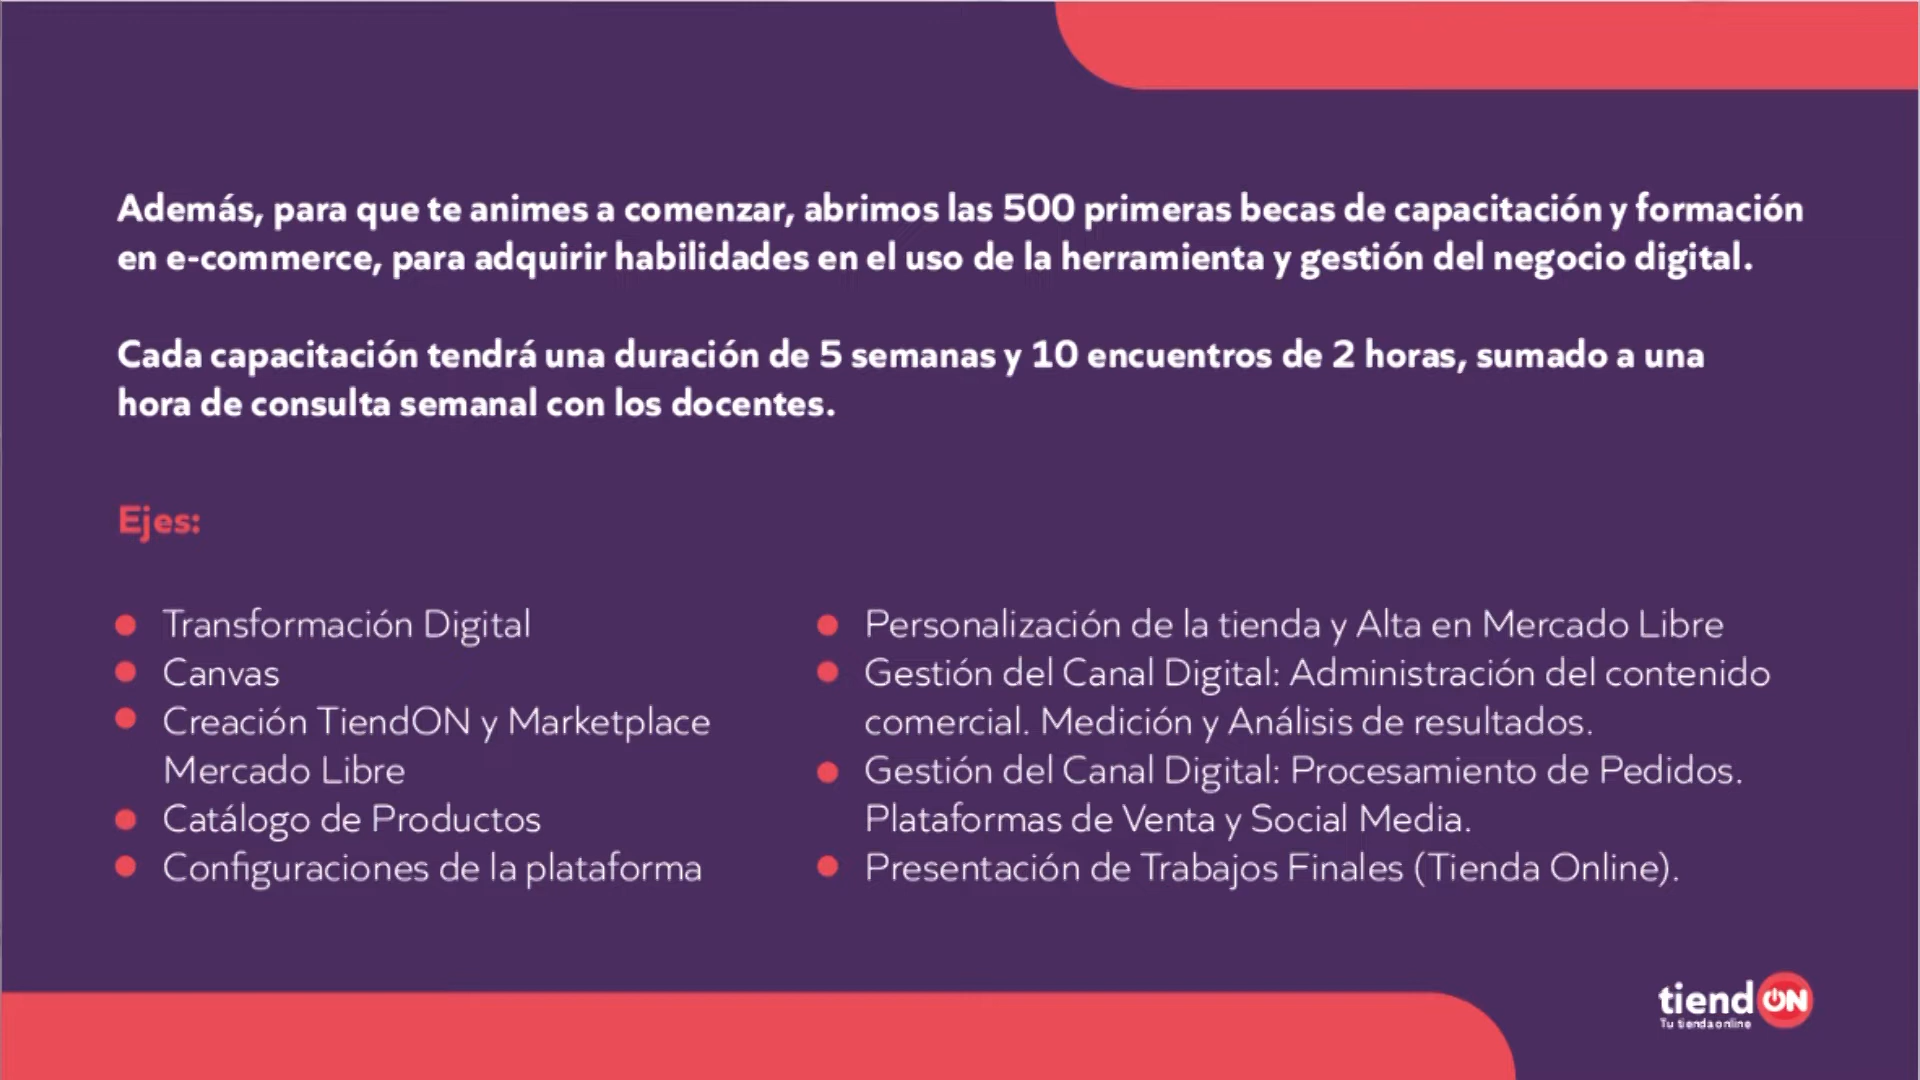 Además, para que te animes a comenzar, abrimos las 500 primeras becas de capacitación y formación
en e-commerce, para adquirir habilidades en el uso de la herramienta y gestión del negocio digital.
Cada capacitación tendrá una duración de 5 semanas y 10 encuentros de 2 horas, sumado a una
hora de consulta semanal con los docentes.
Ejes:
Transformación Digital
Canvas
Creación TiendON y Marketplace
Mercado Libre
Catálogo de Productos
Configuraciones de la plataforma
Personalización de la tienda y Alta en Mercado Libre
Gestión del Canal Digital: Administración del contenido
comercial. Medición y Análisis de resultados.
Gestión del Canal Digital: Procesamiento de Pedidos.
Plataformas de Venta y Social Media.
Presentación de Trabajos Finales (Tienda Online).
tiendON
Tu tienda online